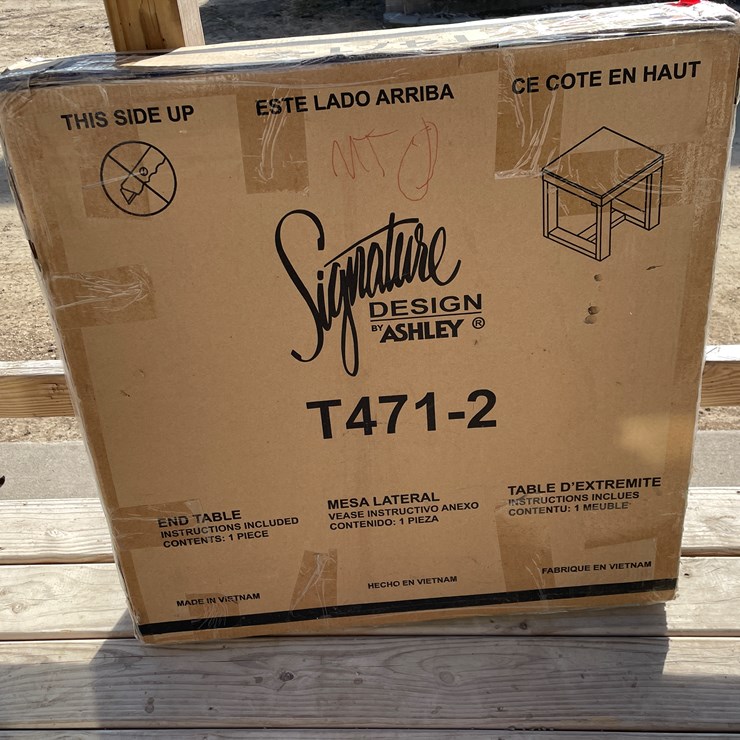 THIS SIDE UP
ESTE LADO ARRIBA
CE COTE EN HAUT
Signature
DESIGN
BY ASHLEY ®
T471-2
END TABLE
INSTRUCTIONS INCLUDED
CONTENTS: 1 PIECE
MESA LATERAL
VEASE INSTRUCTIVO ANEXO
CONTENIDO: 1 PIEZA
TABLE D'EXTREMITE
INSTRUCTIONS INCLUES
CONTENU: 1 MEUBLE
MADE IN VIETNAM
HECHO EN VIETNAM
FABRIQUE EN VIETNAM